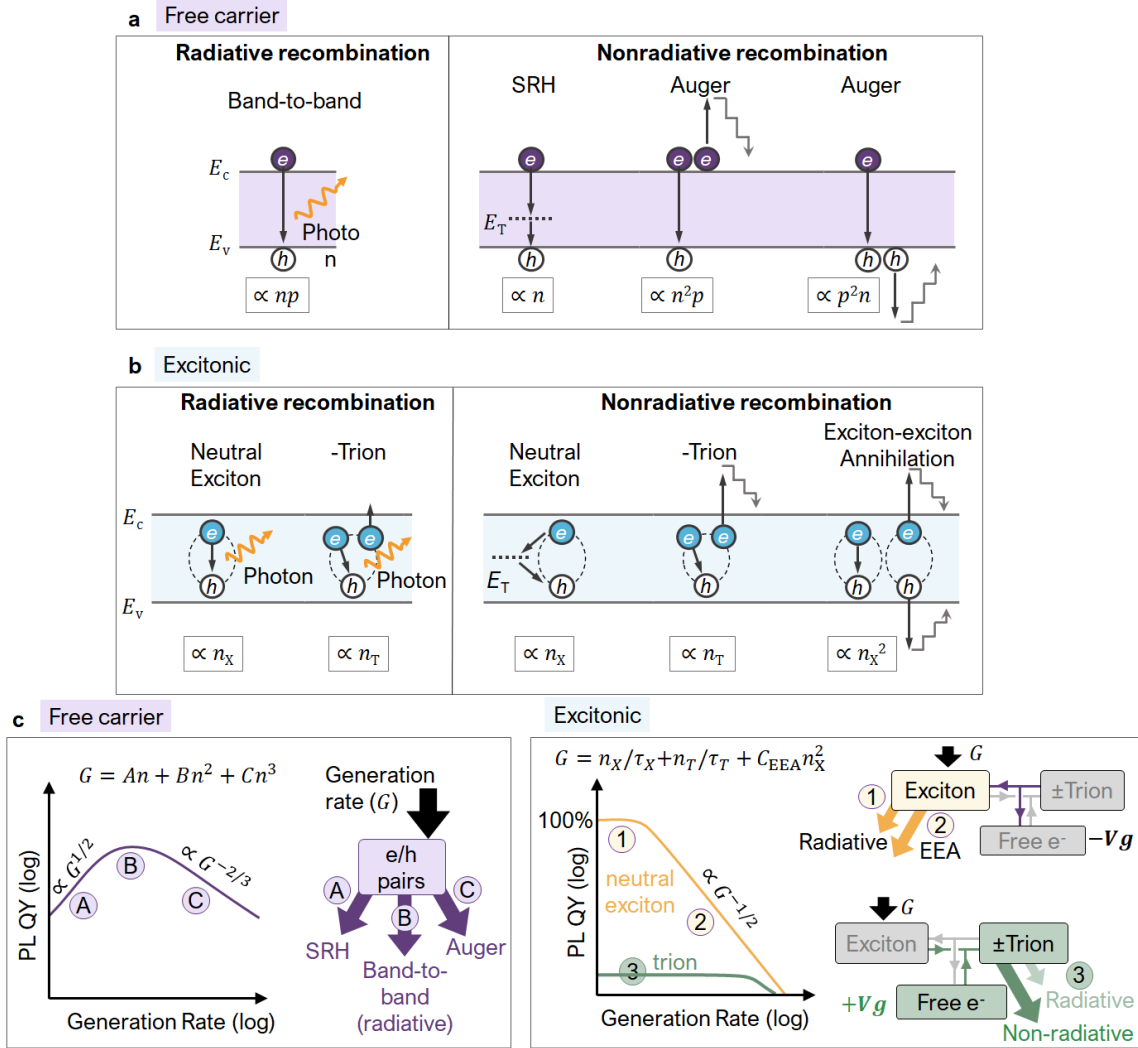 a Free carrier
Radiative recombination
Band-to-band
e
E_c
E_v
h
Photo
n
∝ np
Nonradiative recombination
SRH
Auger
Auger
e
e e
e
E_T
h
h
h h
∝ n
∝ n²p
∝ p²n
b Excitonic
Radiative recombination
Neutral
Exciton
-Trion
E_c
E_v
e
e e
h
h
Photon
Photon
∝ n_X
∝ n_T
Nonradiative recombination
Neutral
Exciton
-Trion
Exciton-exciton
Annihilation
e
e e
e e
E_T
h
h
h h
∝ n_X
∝ n_T
∝ n_X²
c Free carrier
G = An + Bn² + Cn³
PL QY (log)
∝ G^{1/2}
∝ G^{-2/3}
A
B
C
Generation Rate (log)
Generation
rate (G)
e/h
pairs
A
B
C
SRH
Auger
Band-to-
band
(radiative)
Excitonic
G = n_X/τ_X+n_T/τ_T + C_EEA n_X²
PL QY (log)
100%
1
neutral
exciton
∝ G^{-1/2}
2
3
trion
Generation Rate (log)
G
Exciton
±Trion
1
2
Radiative
EEA
Free e⁻
−Vg
G
Exciton
±Trion
3
+Vg
Free e⁻
Radiative
Non-radiative